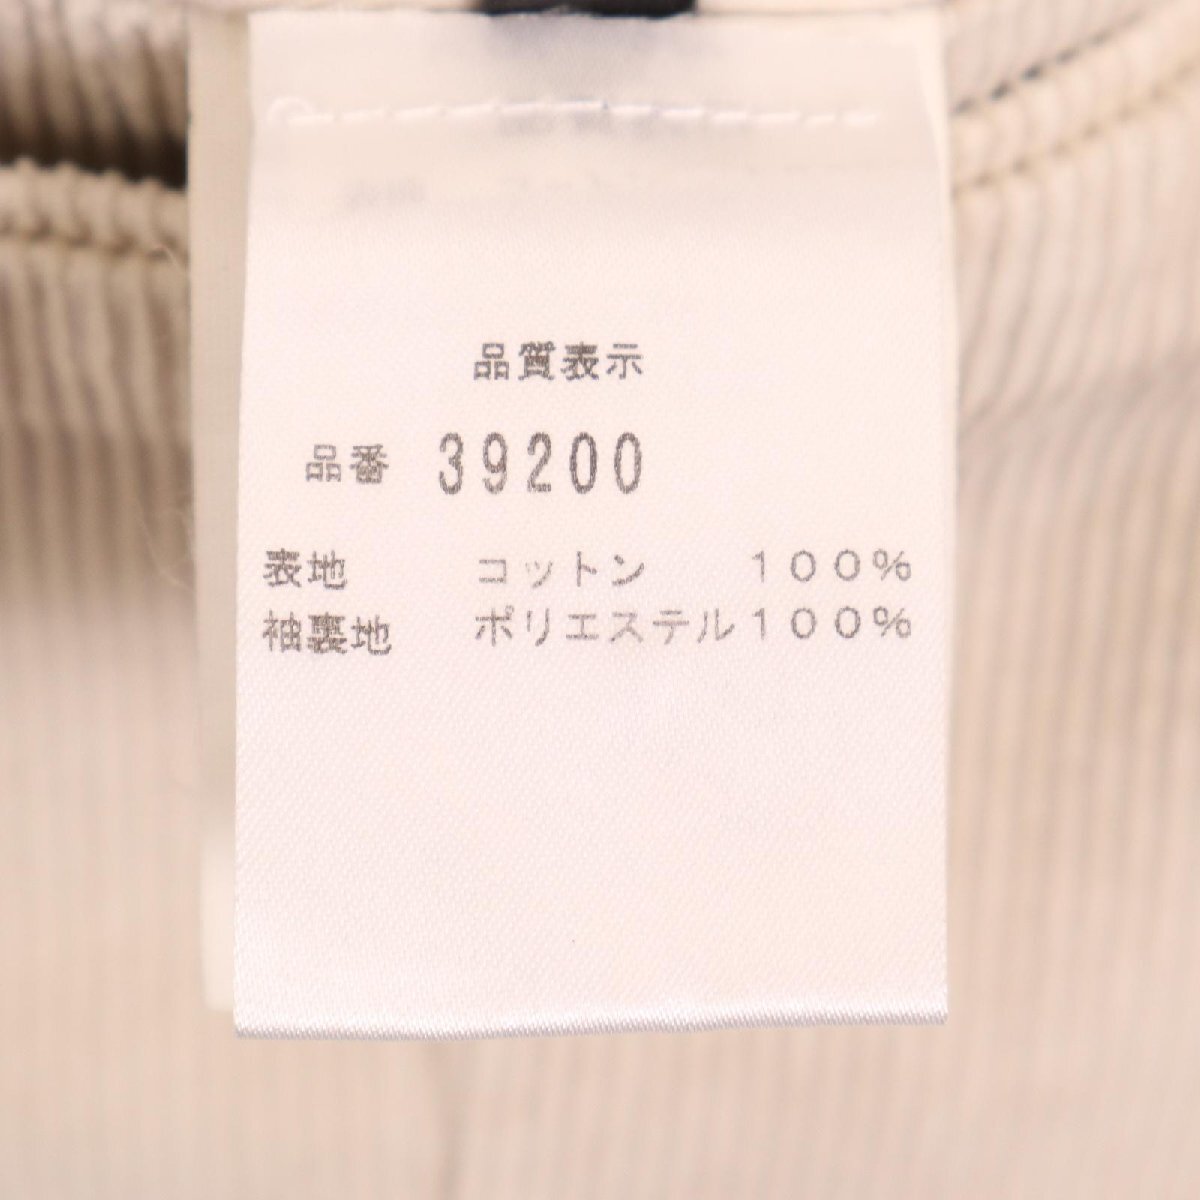 品質表示
品番 39200
表地 コットン 100%
袖裏地 ポリエステル100%